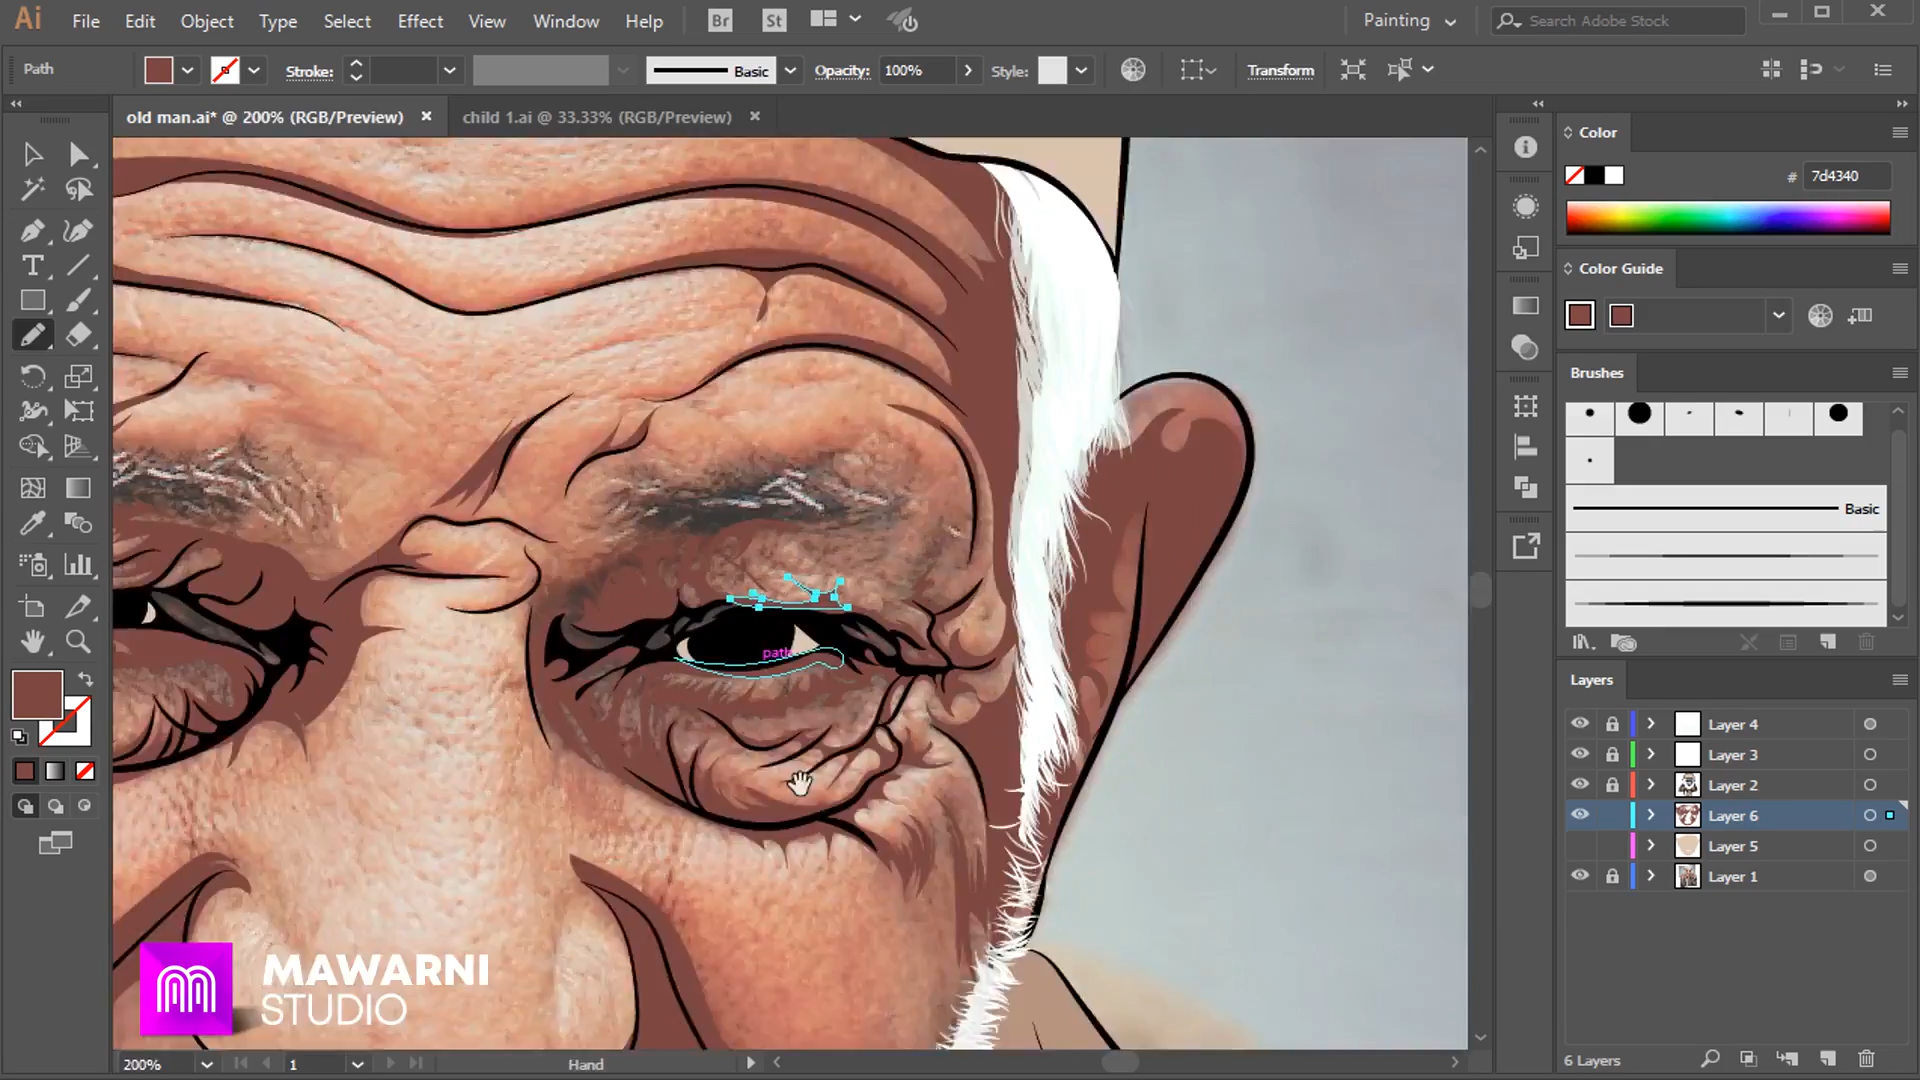 Ai File Edit Object Type Select Effect View Window Help Br St Painting Search Adobe Stock
Path Stroke: Basic Opacity: 100% Style: Transform
old man.ai* @ 200% (RGB/Preview) × child 1.ai @ 33.33% (RGB/Preview) ×
Color
# 7d4340
Color Guide
Brushes
Basic
path
Layers
Layer 4
Layer 3
Layer 2
Layer 6
Layer 5
Layer 1
MAWARNI
STUDIO
200% 1 Hand 6 Layers